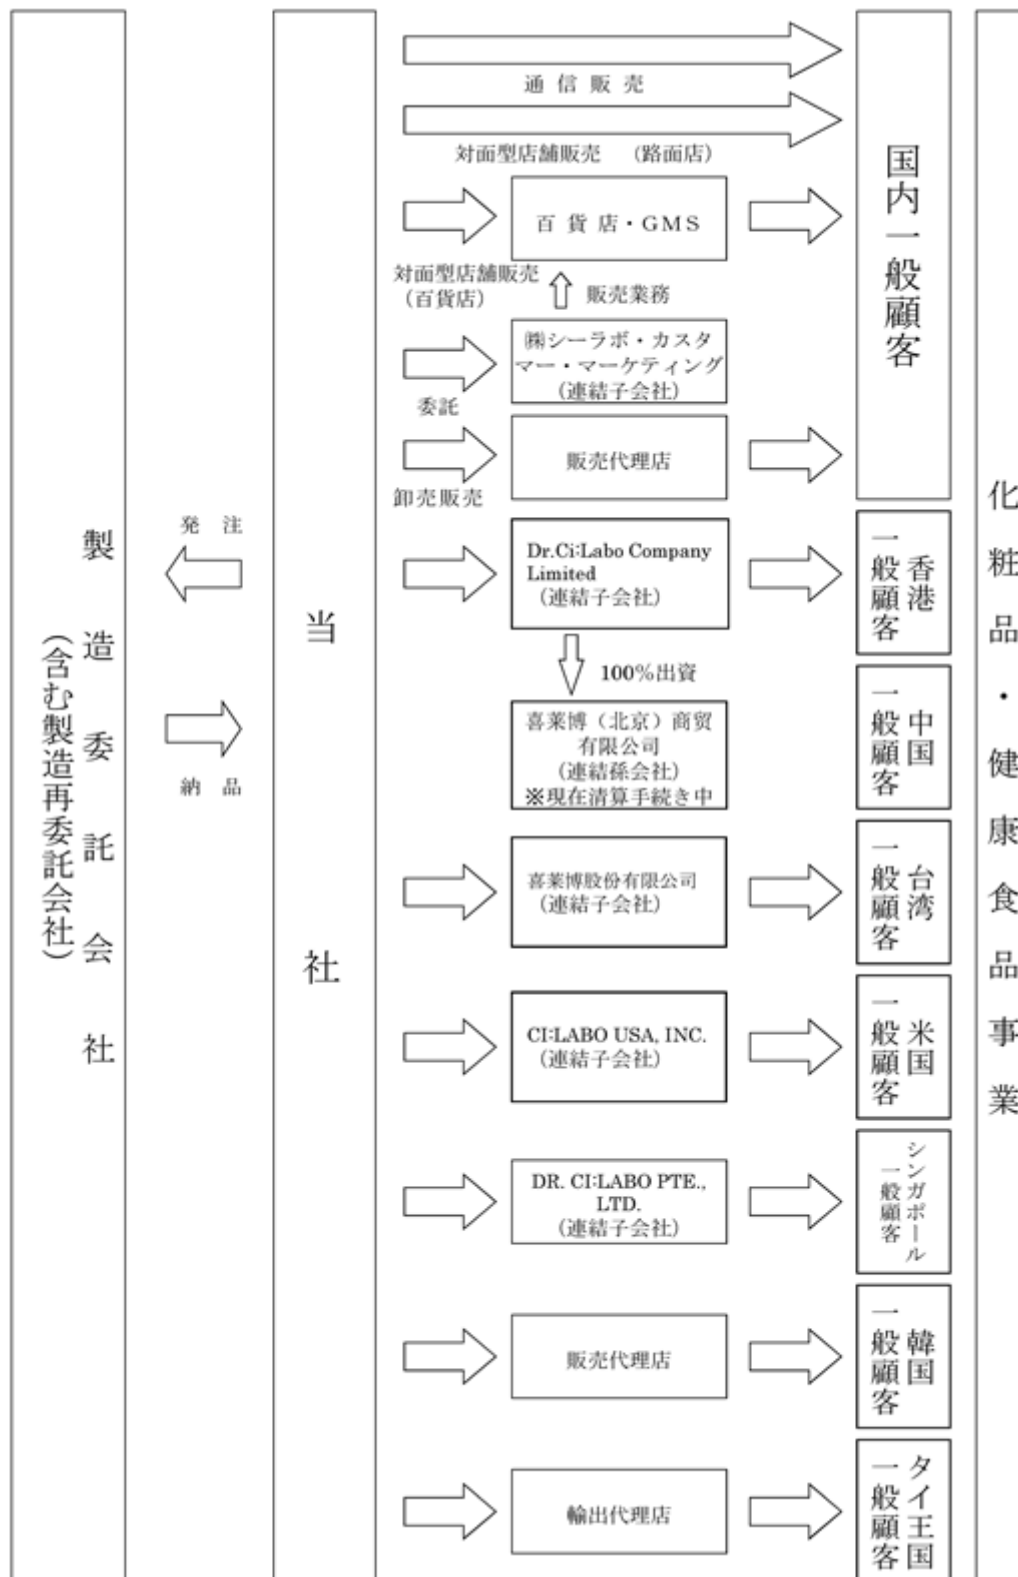 製造委託会社
（含む製造再委託会社）
発 注
納 品
当社
通 信 販 売
対面型店舗販売 （路面店）
百 貨 店・GMS
対面型店舗販売
（百貨店）
販売業務
㈱シーラボ・カスタ
マー・マーケティング
（連結子会社）
委託
販売代理店
卸売販売
Dr.Ci:Labo Company
Limited
（連結子会社）
100%出資
喜莱博（北京）商贸
有限公司
（連結孫会社）
※現在清算手続き中
喜莱博股份有限公司
（連結子会社）
CI:LABO USA, INC.
（連結子会社）
DR. CI:LABO PTE.,
LTD.
（連結子会社）
販売代理店
輸出代理店
国内一般顧客
香港
一般顧客
中国
一般顧客
台湾
一般顧客
米国
一般顧客
シンガポール
一般顧客
韓国
一般顧客
タイ王国
一般顧客
化粧品・健康食品事業